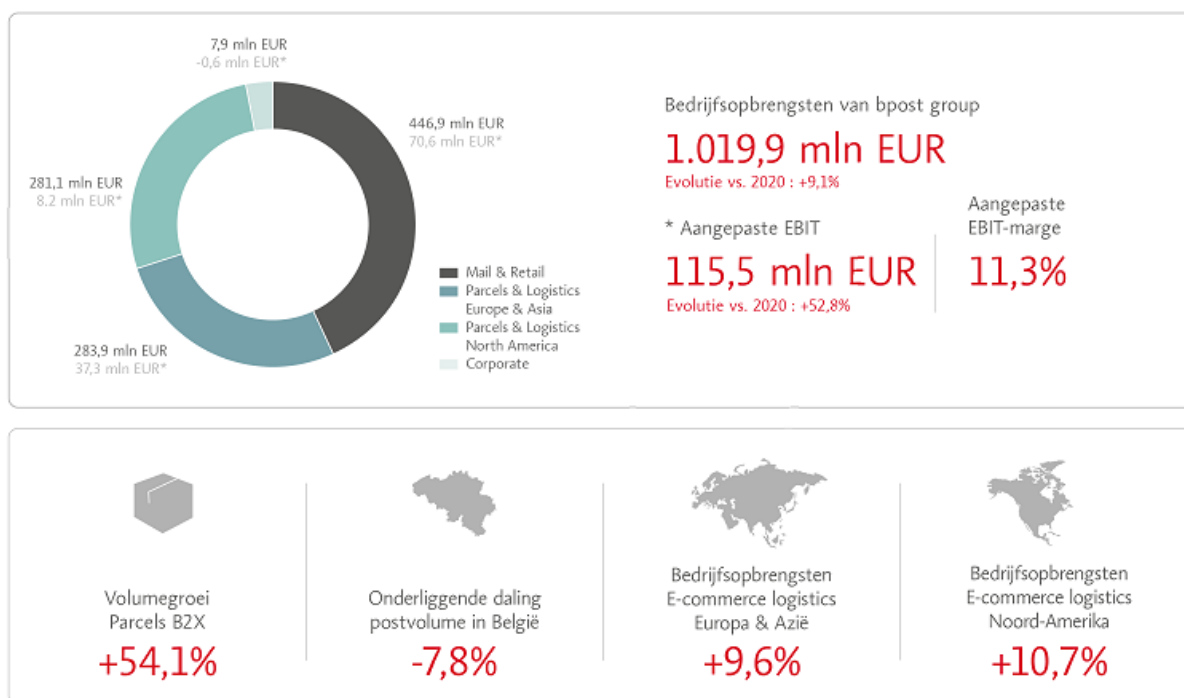 7,9 mln EUR
-0,6 mln EUR*
446,9 mln EUR
70,6 mln EUR*
281,1 mln EUR
8.2 mln EUR*
283,9 mln EUR
37,3 mln EUR*
Mail & Retail
Parcels & Logistics
Europe & Asia
Parcels & Logistics
North America
Corporate
Bedrijfsopbrengsten van bpost group
1.019,9 mln EUR
Evolutie vs. 2020 : +9,1%
* Aangepaste EBIT
115,5 mln EUR
Evolutie vs. 2020 : +52,8%
Aangepaste
EBIT-marge
11,3%
Volumegroei
Parcels B2X
+54,1%
Onderliggende daling
postvolume in België
-7,8%
Bedrijfsopbrengsten
E-commerce logistics
Europa & Azië
+9,6%
Bedrijfsopbrengsten
E-commerce logistics
Noord-Amerika
+10,7%